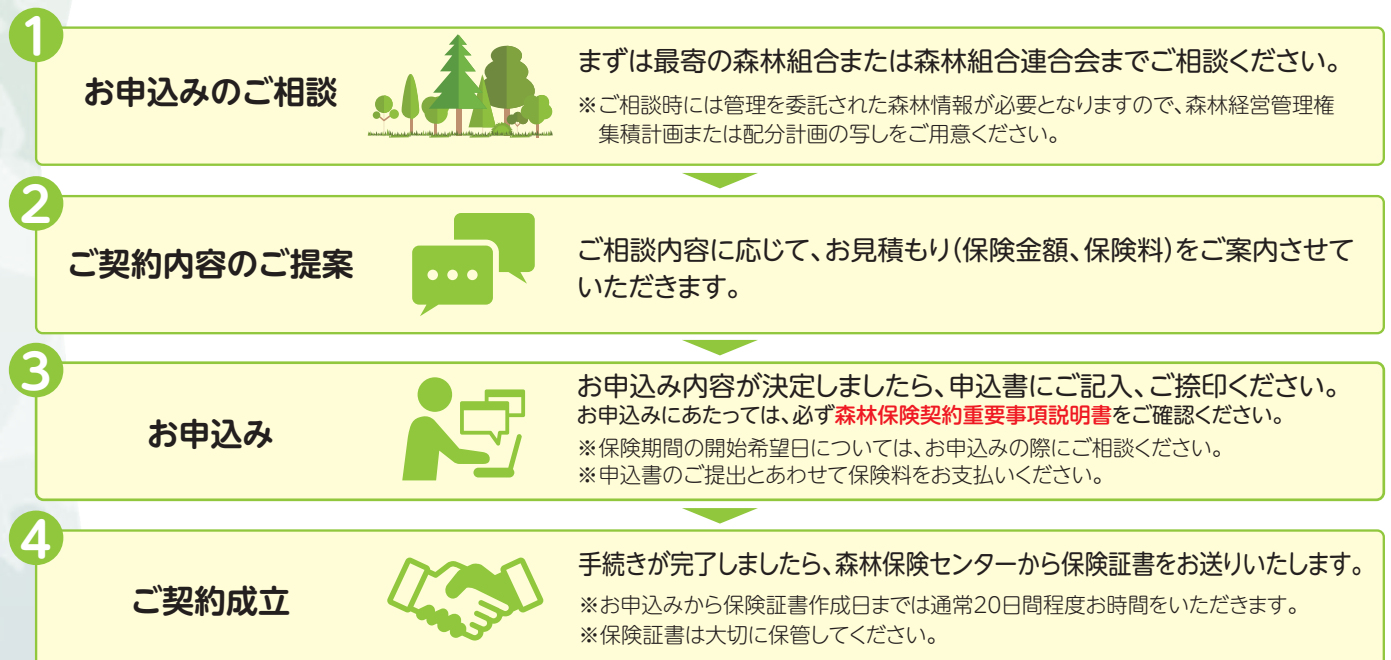 1
お申込みのご相談
まずは最寄の森林組合または森林組合連合会までご相談ください。
※ご相談時には管理を委託された森林情報が必要となりますので、森林経営管理権
集積計画または配分計画の写しをご用意ください。
2
ご契約内容のご提案
ご相談内容に応じて、お見積もり(保険金額、保険料)をご案内させて
いただきます。
3
お申込み
お申込み内容が決定しましたら、申込書にご記入、ご捺印ください。
お申込みにあたっては、必ず森林保険契約重要事項説明書をご確認ください。
※保険期間の開始希望日については、お申込みの際にご相談ください。
※申込書のご提出とあわせて保険料をお支払いください。
4
ご契約成立
手続きが完了しましたら、森林保険センターから保険証書をお送りいたします。
※お申込みから保険証書作成日までは通常20日間程度お時間をいただきます。
※保険証書は大切に保管してください。